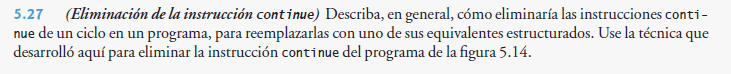 5.27 (Eliminación de la instrucción continue) Describa, en general, cómo eliminaría las instrucciones conti-
nue de un ciclo en un programa, para reemplazarlas con uno de sus equivalentes estructurados. Use la técnica que
desarrolló aquí para eliminar la instrucción continue del programa de la figura 5.14.